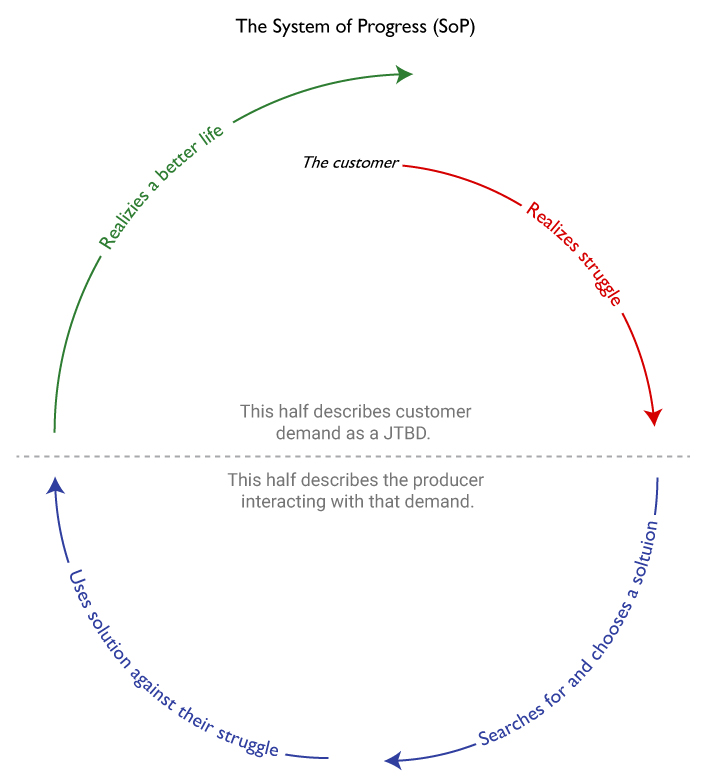 The System of Progress (SoP)
The customer
Realizes struggle
Searches for and chooses a soltuion
Uses solution against their struggle
Realizies a better life
This half describes customer
demand as a JTBD.
This half describes the producer
interacting with that demand.